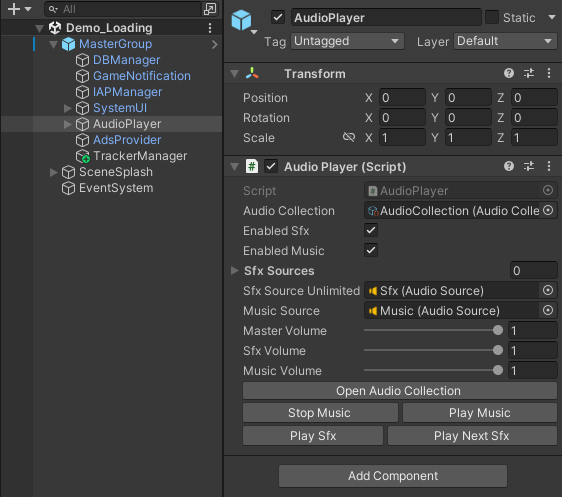 All
Demo_Loading
MasterGroup
DBManager
GameNotification
IAPManager
SystemUI
AudioPlayer
AdsProvider
TrackerManager
SceneSplash
EventSystem
AudioPlayer Static
Tag Untagged Layer Default
Transform
Position X 0 Y 0 Z 0
Rotation X 0 Y 0 Z 0
Scale X 1 Y 1 Z 1
# Audio Player (Script)
Script # AudioPlayer
Audio Collection AudioCollection (Audio Colle
Enabled Sfx
Enabled Music
Sfx Sources 0
Sfx Source Unlimited Sfx (Audio Source)
Music Source Music (Audio Source)
Master Volume 1
Sfx Volume 1
Music Volume 1
Open Audio Collection
Stop Music Play Music
Play Sfx Play Next Sfx
Add Component